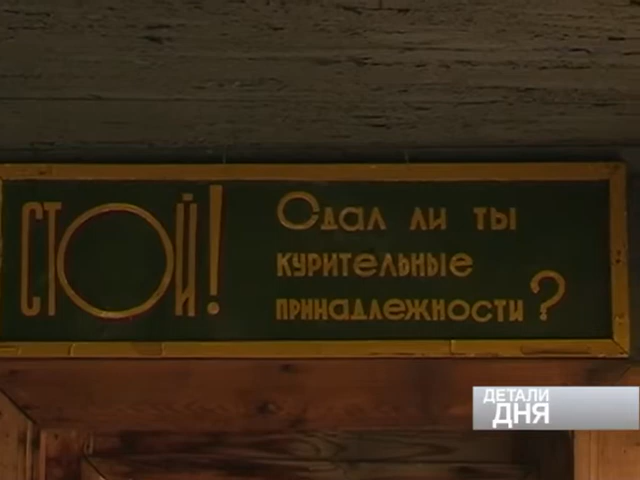 СТОЙ!
Сдал ли ты
курительные
принадлежности?
ДЕТАЛИ
ДНЯ